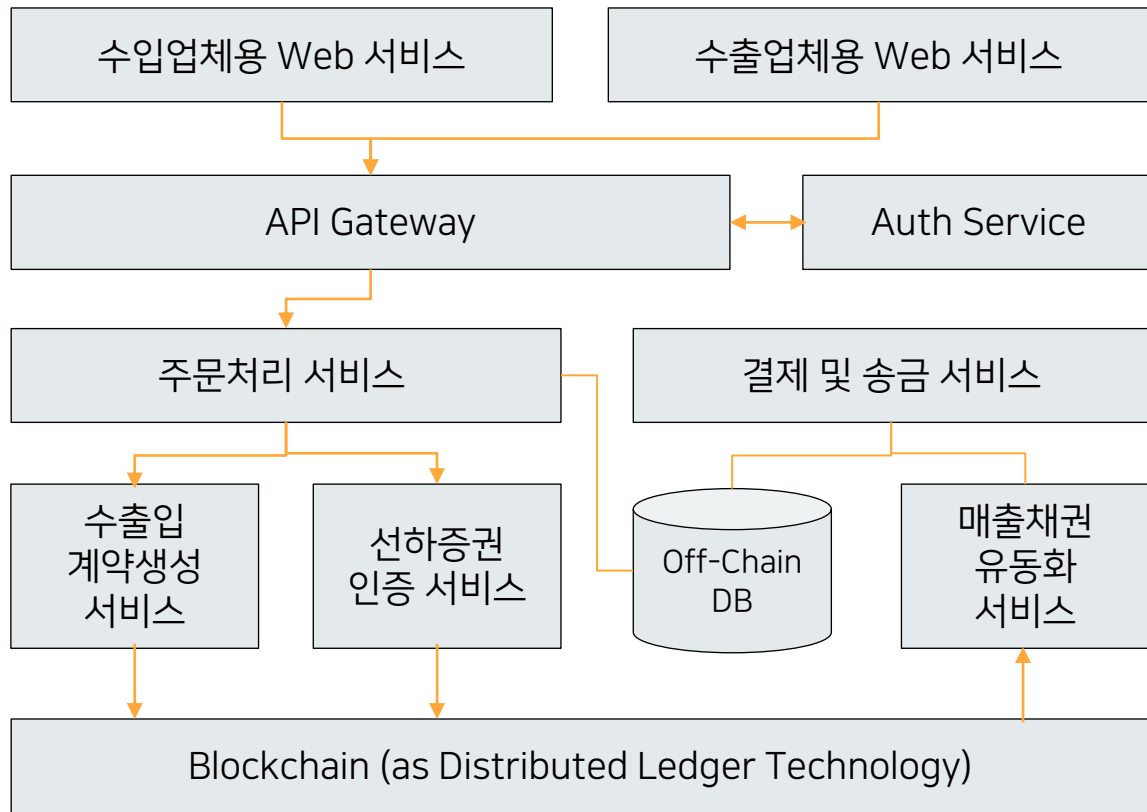 수입업체용 Web 서비스
수출업체용 Web 서비스
API Gateway
Auth Service
주문처리 서비스
결제 및 송금 서비스
수출입
계약생성
서비스
선하증권
인증 서비스
Off-Chain
DB
매출채권
유동화
서비스
Blockchain (as Distributed Ledger Technology)